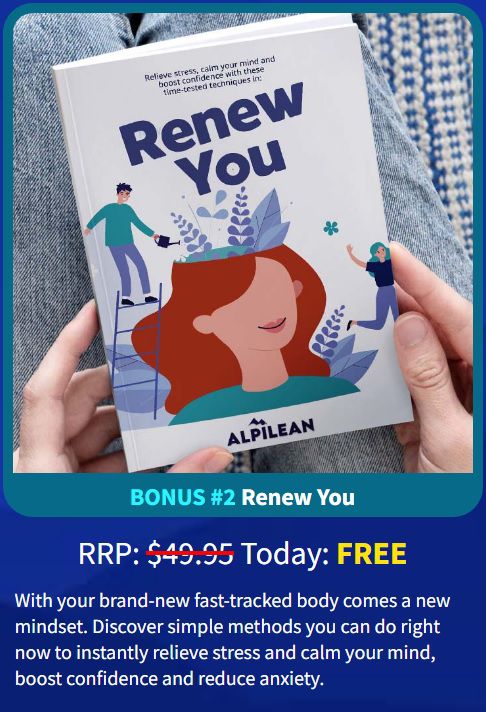 Relieve stress, calm your mind and
boost confidence with these
time-tested techniques in:
Renew
You
ALPILEAN
BONUS #2 Renew You
RRP: $49.95 Today: FREE
With your brand-new fast-tracked body comes a new
mindset. Discover simple methods you can do right
now to instantly relieve stress and calm your mind,
boost confidence and reduce anxiety.